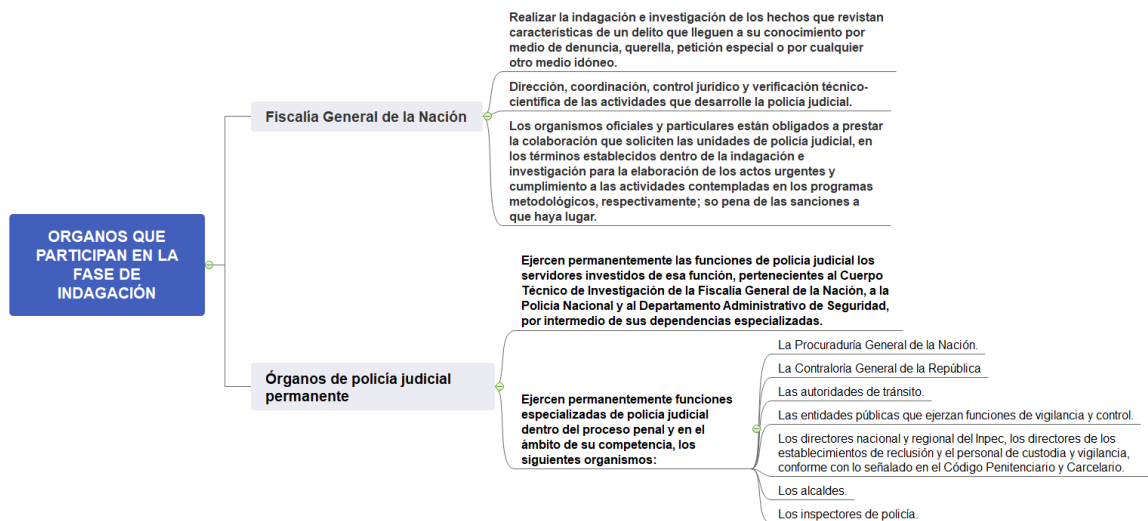 ORGANOS QUE
PARTICIPAN EN LA
FASE DE
INDAGACIÓN
Fiscalía General de la Nación
Realizar la indagación e investigación de los hechos que revistan
características de un delito que lleguen a su conocimiento por
medio de denuncia, querella, petición especial o por cualquier
otro medio idóneo.
Dirección, coordinación, control jurídico y verificación técnico-
científica de las actividades que desarrolle la policía judicial.
Los organismos oficiales y particulares están obligados a prestar
la colaboración que soliciten las unidades de policía judicial, en
los términos establecidos dentro de la indagación e
investigación para la elaboración de los actos urgentes y
cumplimiento a las actividades contempladas en los programas
metodológicos, respectivamente; so pena de las sanciones a
que haya lugar.
Órganos de policía judicial
permanente
Ejercen permanentemente las funciones de policía judicial los
servidores investidos de esa función, pertenecientes al Cuerpo
Técnico de Investigación de la Fiscalía General de la Nación, a la
Policía Nacional y al Departamento Administrativo de Seguridad,
por intermedio de sus dependencias especializadas.
Ejercen permanentemente funciones
especializadas de policía judicial
dentro del proceso penal y en el
ámbito de su competencia, los
siguientes organismos:
La Procuraduría General de la Nación.
La Contraloría General de la República
Las autoridades de tránsito.
Las entidades públicas que ejerzan funciones de vigilancia y control.
Los directores nacional y regional del Inpec, los directores de los
establecimientos de reclusión y el personal de custodia y vigilancia,
conforme con lo señalado en el Código Penitenciario y Carcelario.
Los alcaldes.
Los inspectores de policía.